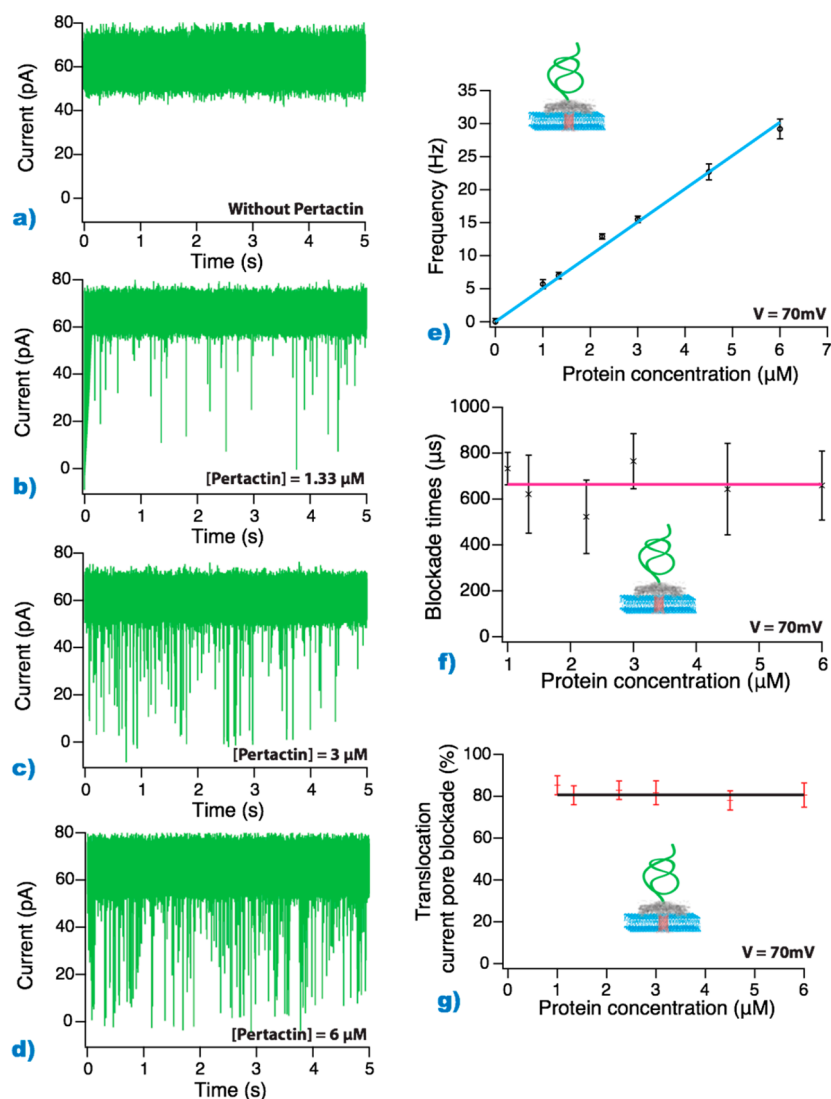 80
60
40
20
0
Current (pA)
Without Pertactin
a)
0 1 2 3 4 5
Time (s)
80
60
40
20
0
Current (pA)
[Pertactin] = 1.33 µM
b)
0 1 2 3 4 5
Time (s)
80
60
40
20
0
Current (pA)
[Pertactin] = 3 µM
c)
0 1 2 3 4 5
Time (s)
80
60
40
20
0
Current (pA)
[Pertactin] = 6 µM
d)
0 1 2 3 4 5
Time (s)
35
30
25
20
15
10
5
0
Frequency (Hz)
V = 70mV
e)
0 1 2 3 4 5 6 7
Protein concentration (µM)
1000
800
600
400
200
0
Blockade times (µs)
V = 70mV
f)
1 2 3 4 5 6
Protein concentration (µM)
100
80
60
40
20
0
Translocation
current pore blockade (%)
V = 70mV
g)
0 1 2 3 4 5 6
Protein concentration (µM)